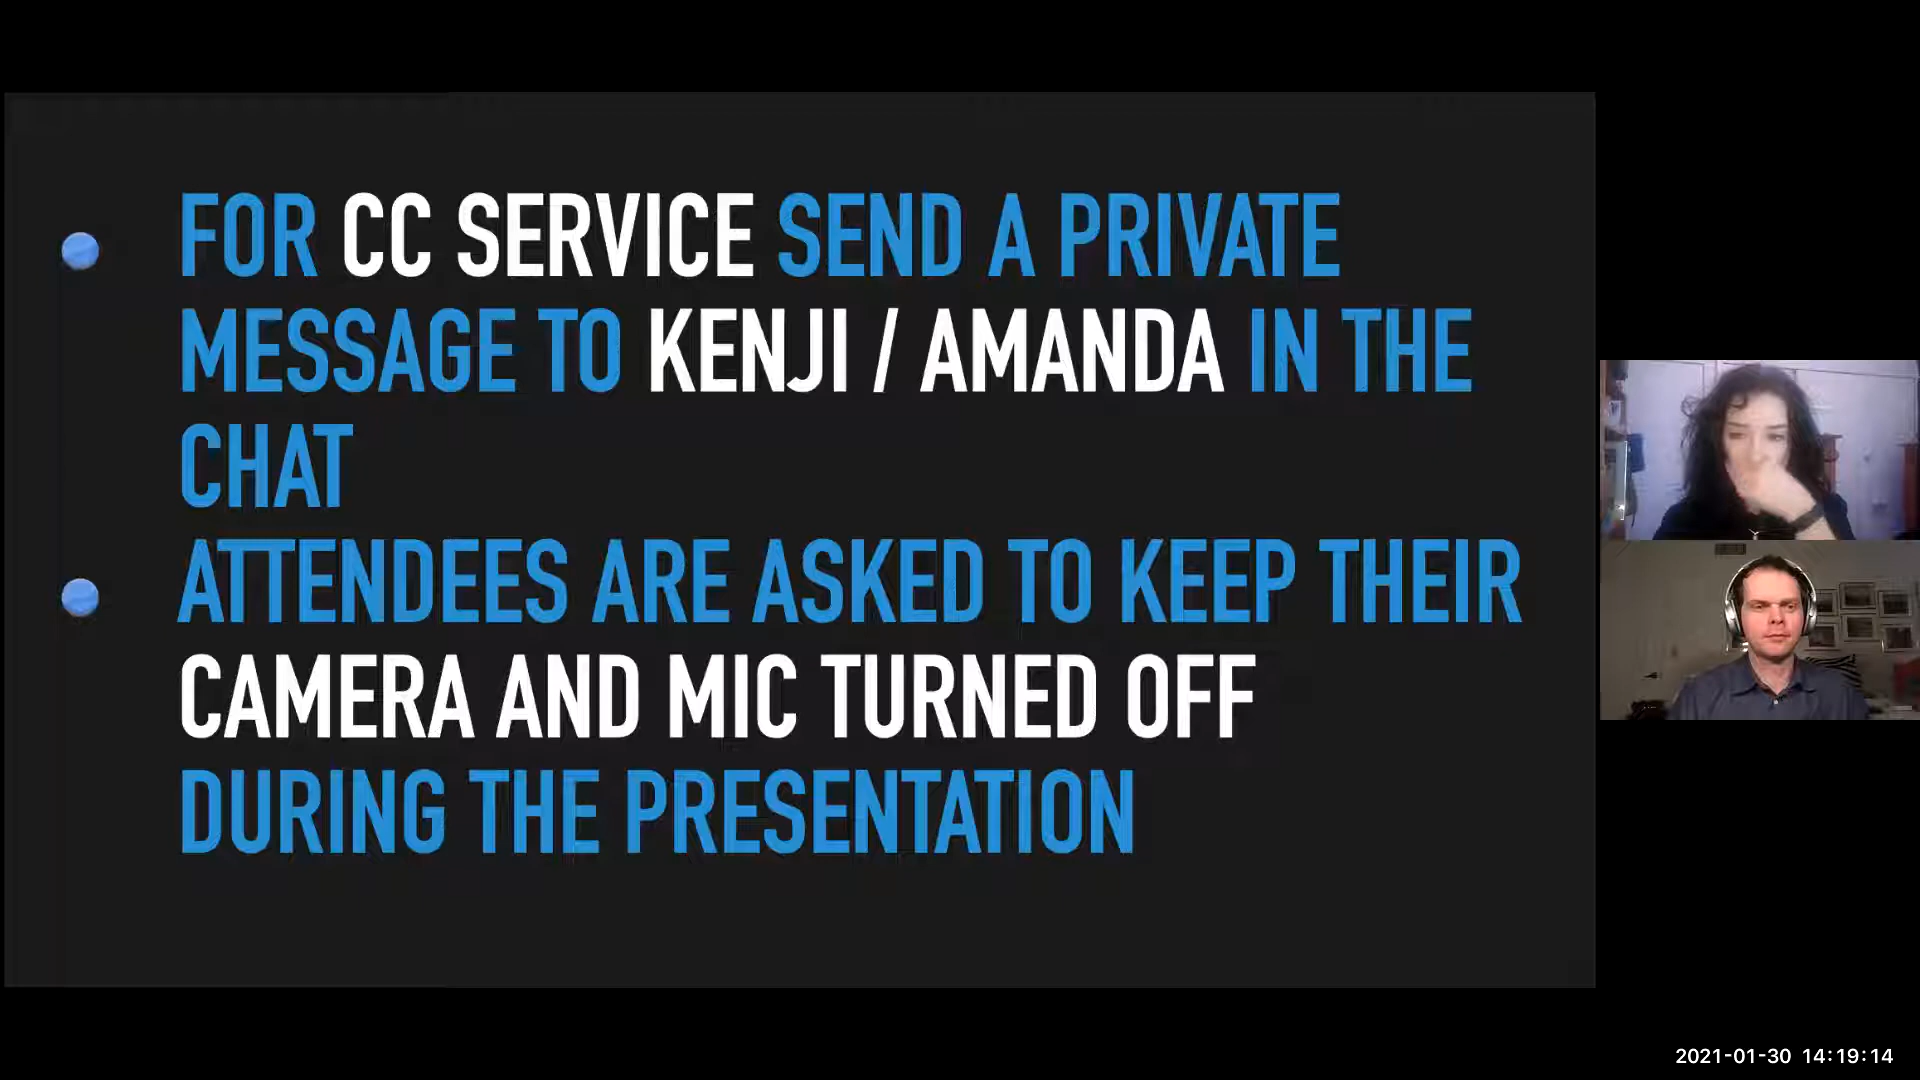 FOR CC SERVICE SEND A PRIVATE
MESSAGE TO KENJI / AMANDA IN THE
CHAT
ATTENDEES ARE ASKED TO KEEP THEIR
CAMERA AND MIC TURNED OFF
DURING THE PRESENTATION
2021-01-30 14:19:14